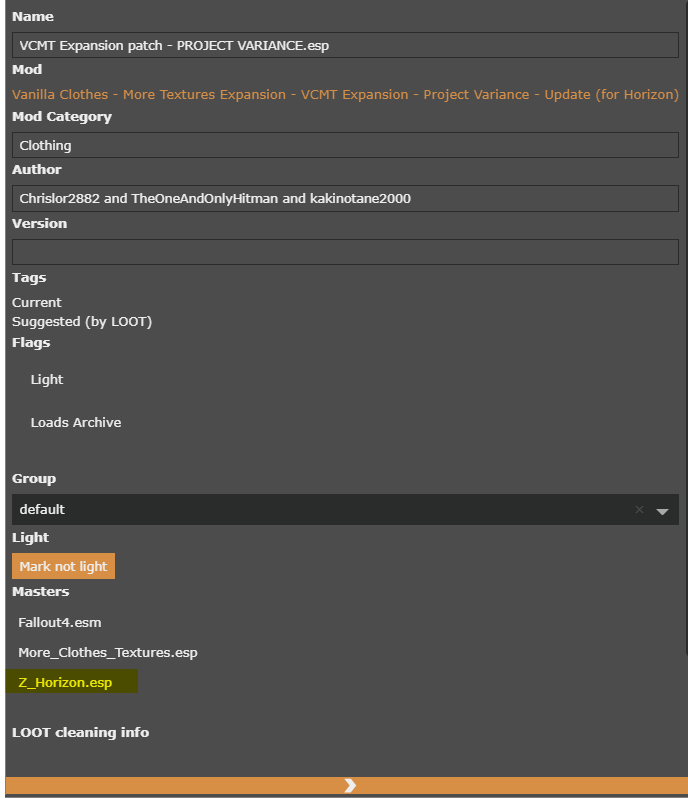 Name
VCMT Expansion patch - PROJECT VARIANCE.esp
Mod
Vanilla Clothes - More Textures Expansion - VCMT Expansion - Project Variance - Update (for Horizon)
Mod Category
Clothing
Author
Chrislor2882 and TheOneAndOnlyHitman and kakinotane2000
Version
Tags
Current
Suggested (by LOOT)
Flags
Light
Loads Archive
Group
default
Light
Mark not light
Masters
Fallout4.esm
More_Clothes_Textures.esp
Z_Horizon.esp
LOOT cleaning info